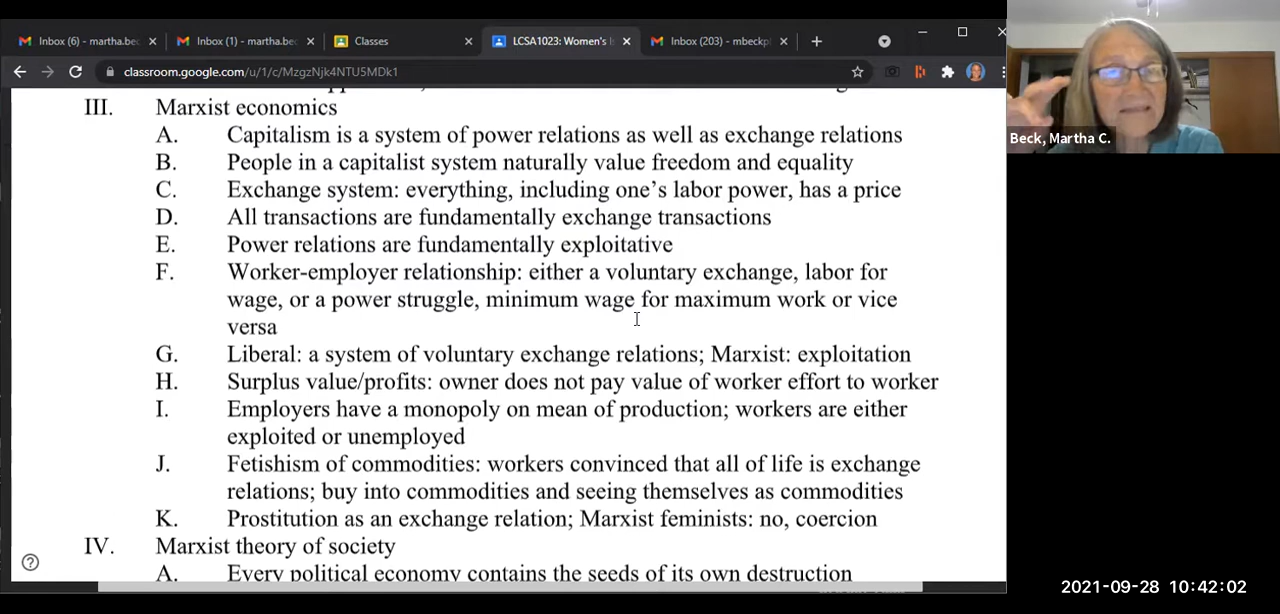 Inbox (6) - martha.bec
Inbox (1) - martha.bec
Classes
LCSA1023: Women's I
Inbox (203) - mbeckp
classroom.google.com/u/1/c/MzgzNjk4NTU5MDk1
III. Marxist economics
A. Capitalism is a system of power relations as well as exchange relations
B. People in a capitalist system naturally value freedom and equality
C. Exchange system: everything, including one's labor power, has a price
D. All transactions are fundamentally exchange transactions
E. Power relations are fundamentally exploitative
F. Worker-employer relationship: either a voluntary exchange, labor for
wage, or a power struggle, minimum wage for maximum work or vice
versa
G. Liberal: a system of voluntary exchange relations; Marxist: exploitation
H. Surplus value/profits: owner does not pay value of worker effort to worker
I. Employers have a monopoly on mean of production; workers are either
exploited or unemployed
J. Fetishism of commodities: workers convinced that all of life is exchange
relations; buy into commodities and seeing themselves as commodities
K. Prostitution as an exchange relation; Marxist feminists: no, coercion
IV. Marxist theory of society
A. Every political economy contains the seeds of its own destruction
Beck, Martha C.
2021-09-28 10:42:02